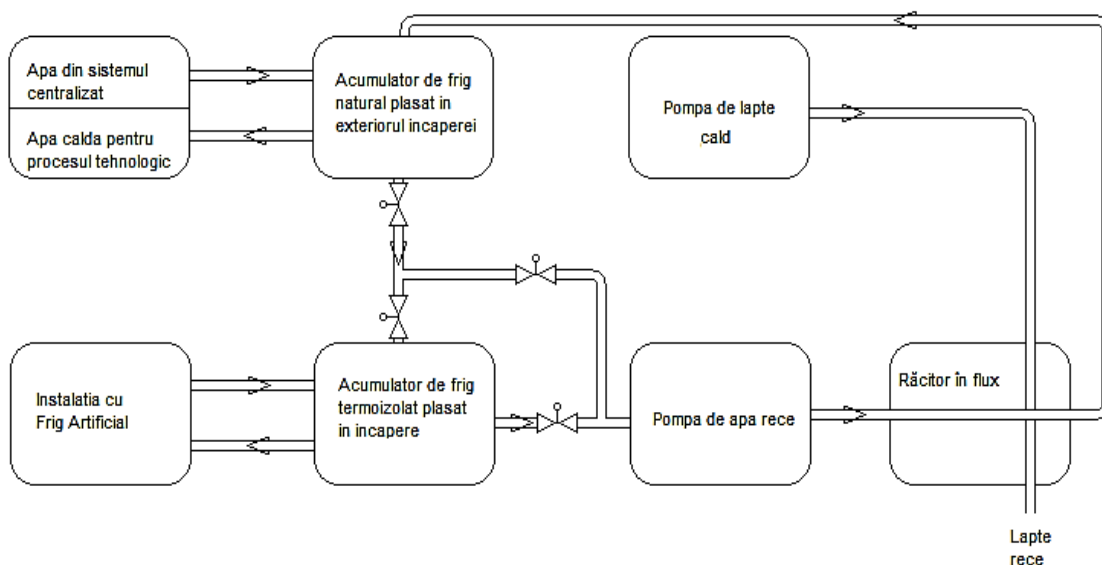 Apa din sistemul
centralizat
Apa calda pentru
procesul tehnologic
Acumulator de frig
natural plasat in
exteriorul incaperei
Pompa de lapte
cald
Instalatia cu
Frig Artificial
Acumulator de frig
termoizolat plasat
in incapere
Pompa de apa rece
Răcitor în flux
Lapte
rece